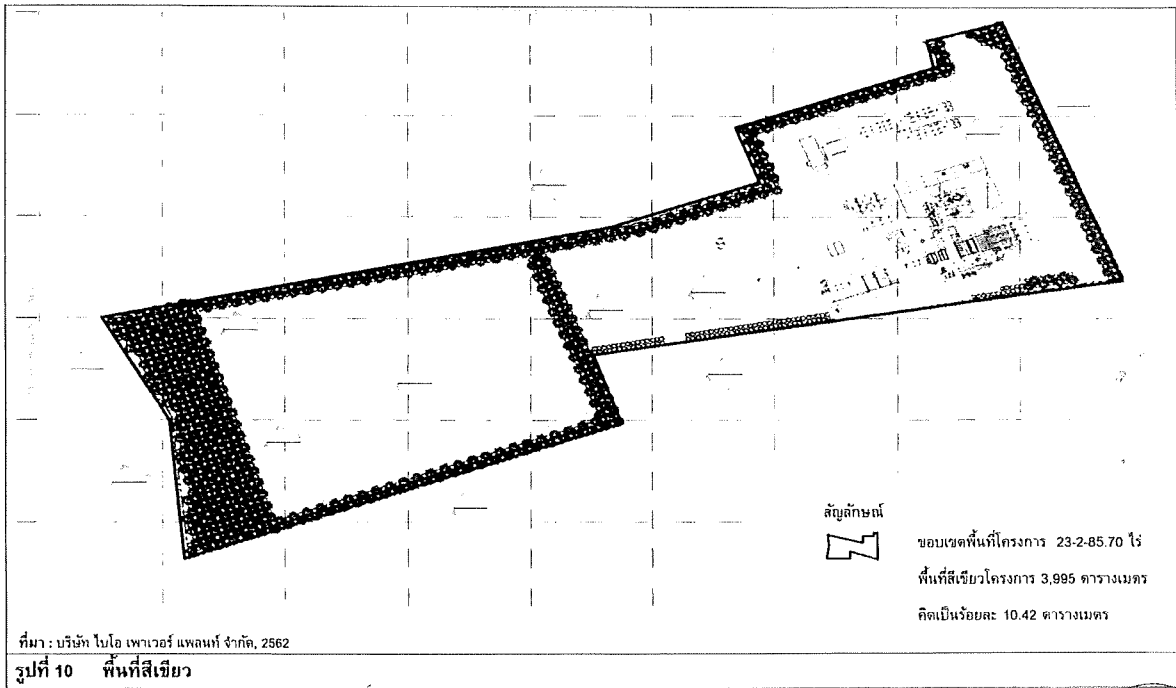 สัญลักษณ์
ขอบเขตพื้นที่โครงการ 23-2-85.70 ไร่
พื้นที่สีเขียวโครงการ 3,995 ตารางเมตร
คิดเป็นร้อยละ 10.42 ตารางเมตร
ที่มา : บริษัท ไบโอ เพาเวอร์ แพลนท์ จำกัด, 2562
รูปที่ 10 พื้นที่สีเขียว